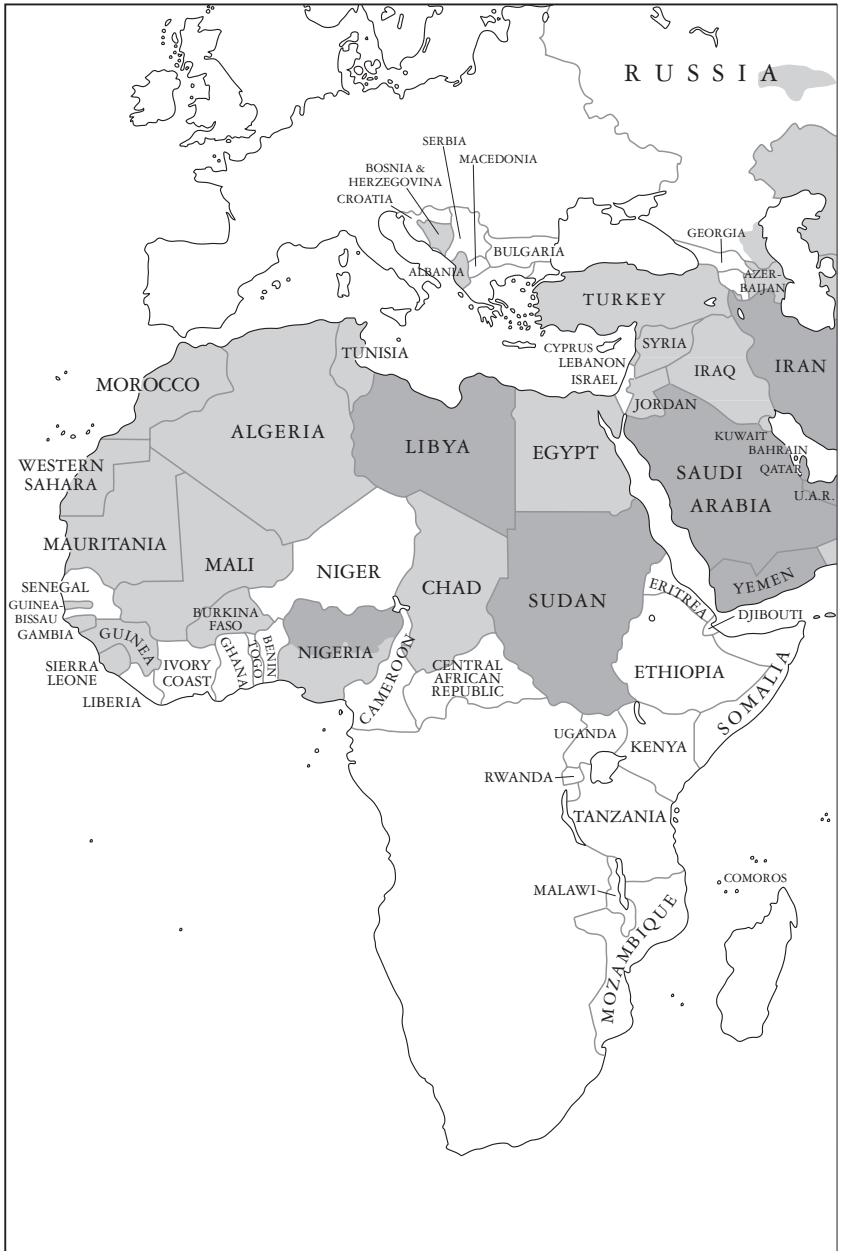 RUSSIA
SERBIA
MACEDONIA
BOSNIA &
HERZEGOVINA
CROATIA
GEORGIA
BULGARIA
ALBANIA
AZER-
BAIJAN
TURKEY
TUNISIA
CYPRUS
SYRIA
LEBANON
IRAQ
IRAN
ISRAEL
MOROCCO
JORDAN
ALGERIA
LIBYA
EGYPT
KUWAIT
BAHRAIN
QATAR
WESTERN
SAHARA
SAUDI
ARABIA
U.A.R.
MAURITANIA
MALI
NIGER
CHAD
SUDAN
YEMEN
SENEGAL
ERITREA
GUINEA-
BISSAU
GAMBIA
BURKINA
FASO
DJIBOUTI
GUINEA
BENIN
TOGO
GHANA
NIGERIA
SIERRA
LEONE
IVORY
COAST
LIBERIA
CAMEROON
CENTRAL
AFRICAN
REPUBLIC
ETHIOPIA
SOMALIA
UGANDA
KENYA
RWANDA
TANZANIA
MALAWI
COMOROS
MOZAMBIQUE